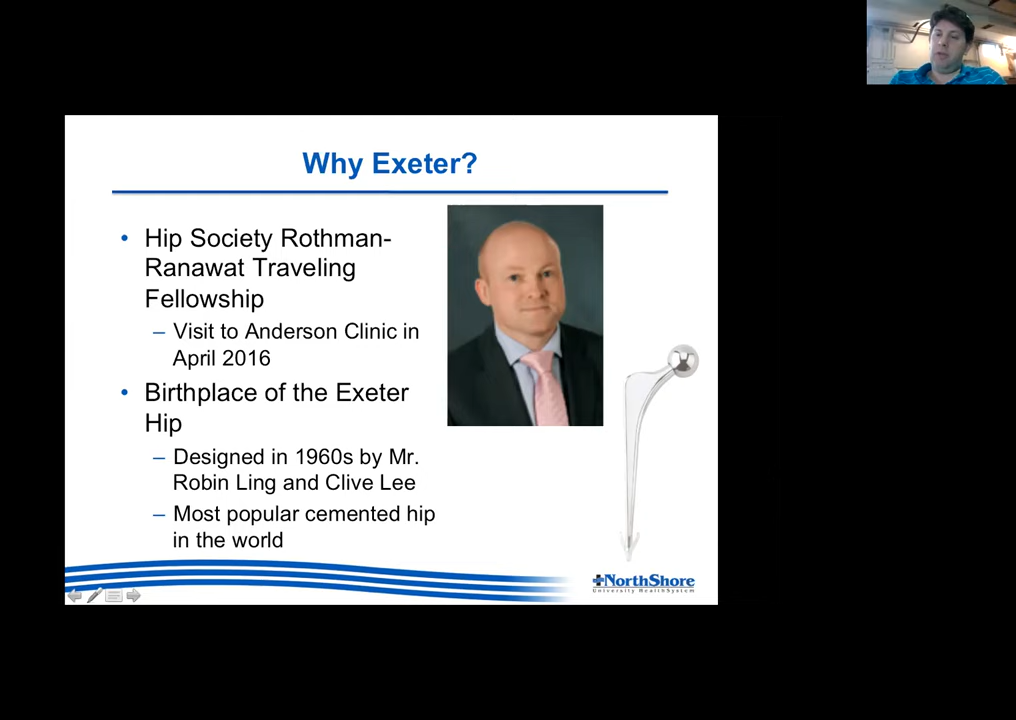 Why Exeter?
• Hip Society Rothman-
Ranawat Traveling
Fellowship
– Visit to Anderson Clinic in
April 2016
• Birthplace of the Exeter
Hip
– Designed in 1960s by Mr.
Robin Ling and Clive Lee
– Most popular cemented hip
in the world
NorthShore
University HealthSystem